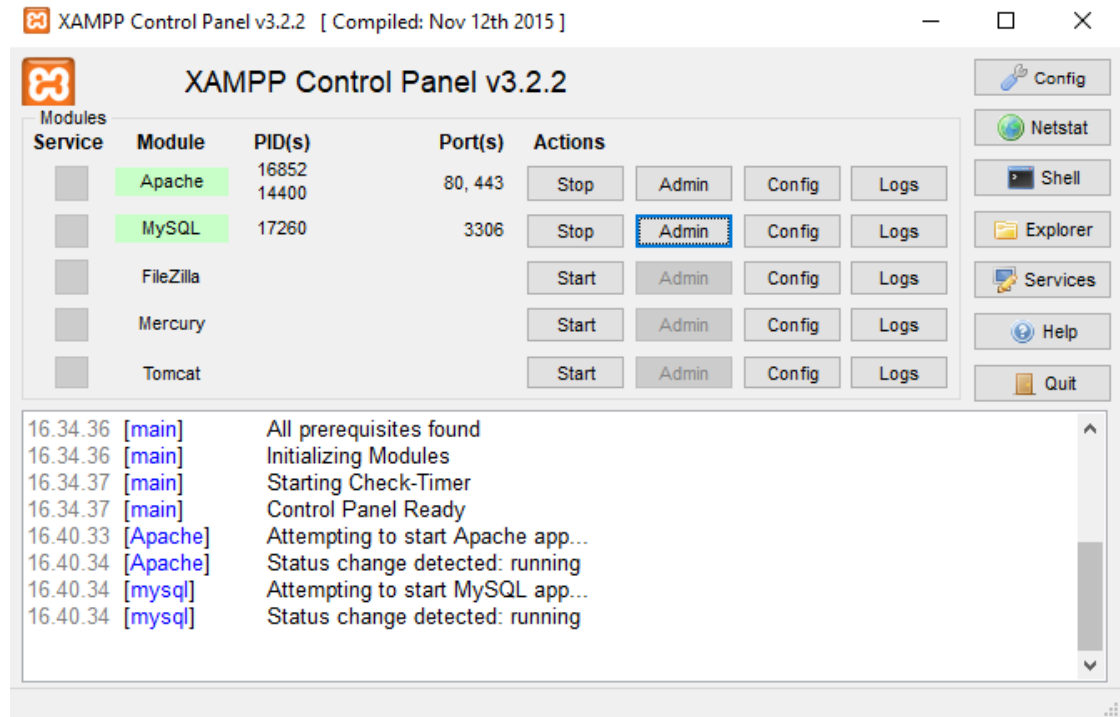 XAMPP Control Panel v3.2.2 [ Compiled: Nov 12th 2015 ]
XAMPP Control Panel v3.2.2
Config
Modules
Service Module PID(s) Port(s) Actions
Netstat
Apache 16852 14400 80, 443 Stop Admin Config Logs
Shell
MySQL 17260 3306 Stop Admin Config Logs
Explorer
FileZilla Start Admin Config Logs
Services
Mercury Start Admin Config Logs
Help
Tomcat Start Admin Config Logs
Quit
16.34.36 [main] All prerequisites found
16.34.36 [main] Initializing Modules
16.34.37 [main] Starting Check-Timer
16.34.37 [main] Control Panel Ready
16.40.33 [Apache] Attempting to start Apache app...
16.40.34 [Apache] Status change detected: running
16.40.34 [mysql] Attempting to start MySQL app...
16.40.34 [mysql] Status change detected: running